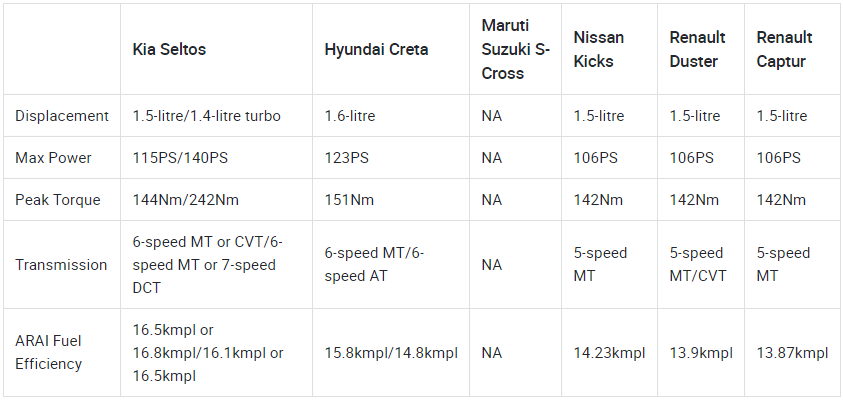 Kia Seltos Hyundai Creta Maruti Suzuki S-Cross Nissan Kicks Renault Duster Renault Captur
Displacement 1.5-litre/1.4-litre turbo 1.6-litre NA 1.5-litre 1.5-litre 1.5-litre
Max Power 115PS/140PS 123PS NA 106PS 106PS 106PS
Peak Torque 144Nm/242Nm 151Nm NA 142Nm 142Nm 142Nm
Transmission 6-speed MT or CVT/6-speed MT or 7-speed DCT 6-speed MT/6-speed AT NA 5-speed MT 5-speed MT/CVT 5-speed MT
ARAI Fuel Efficiency 16.5kmpl or 16.8kmpl/16.1kmpl or 16.5kmpl 15.8kmpl/14.8kmpl NA 14.23kmpl 13.9kmpl 13.87kmpl